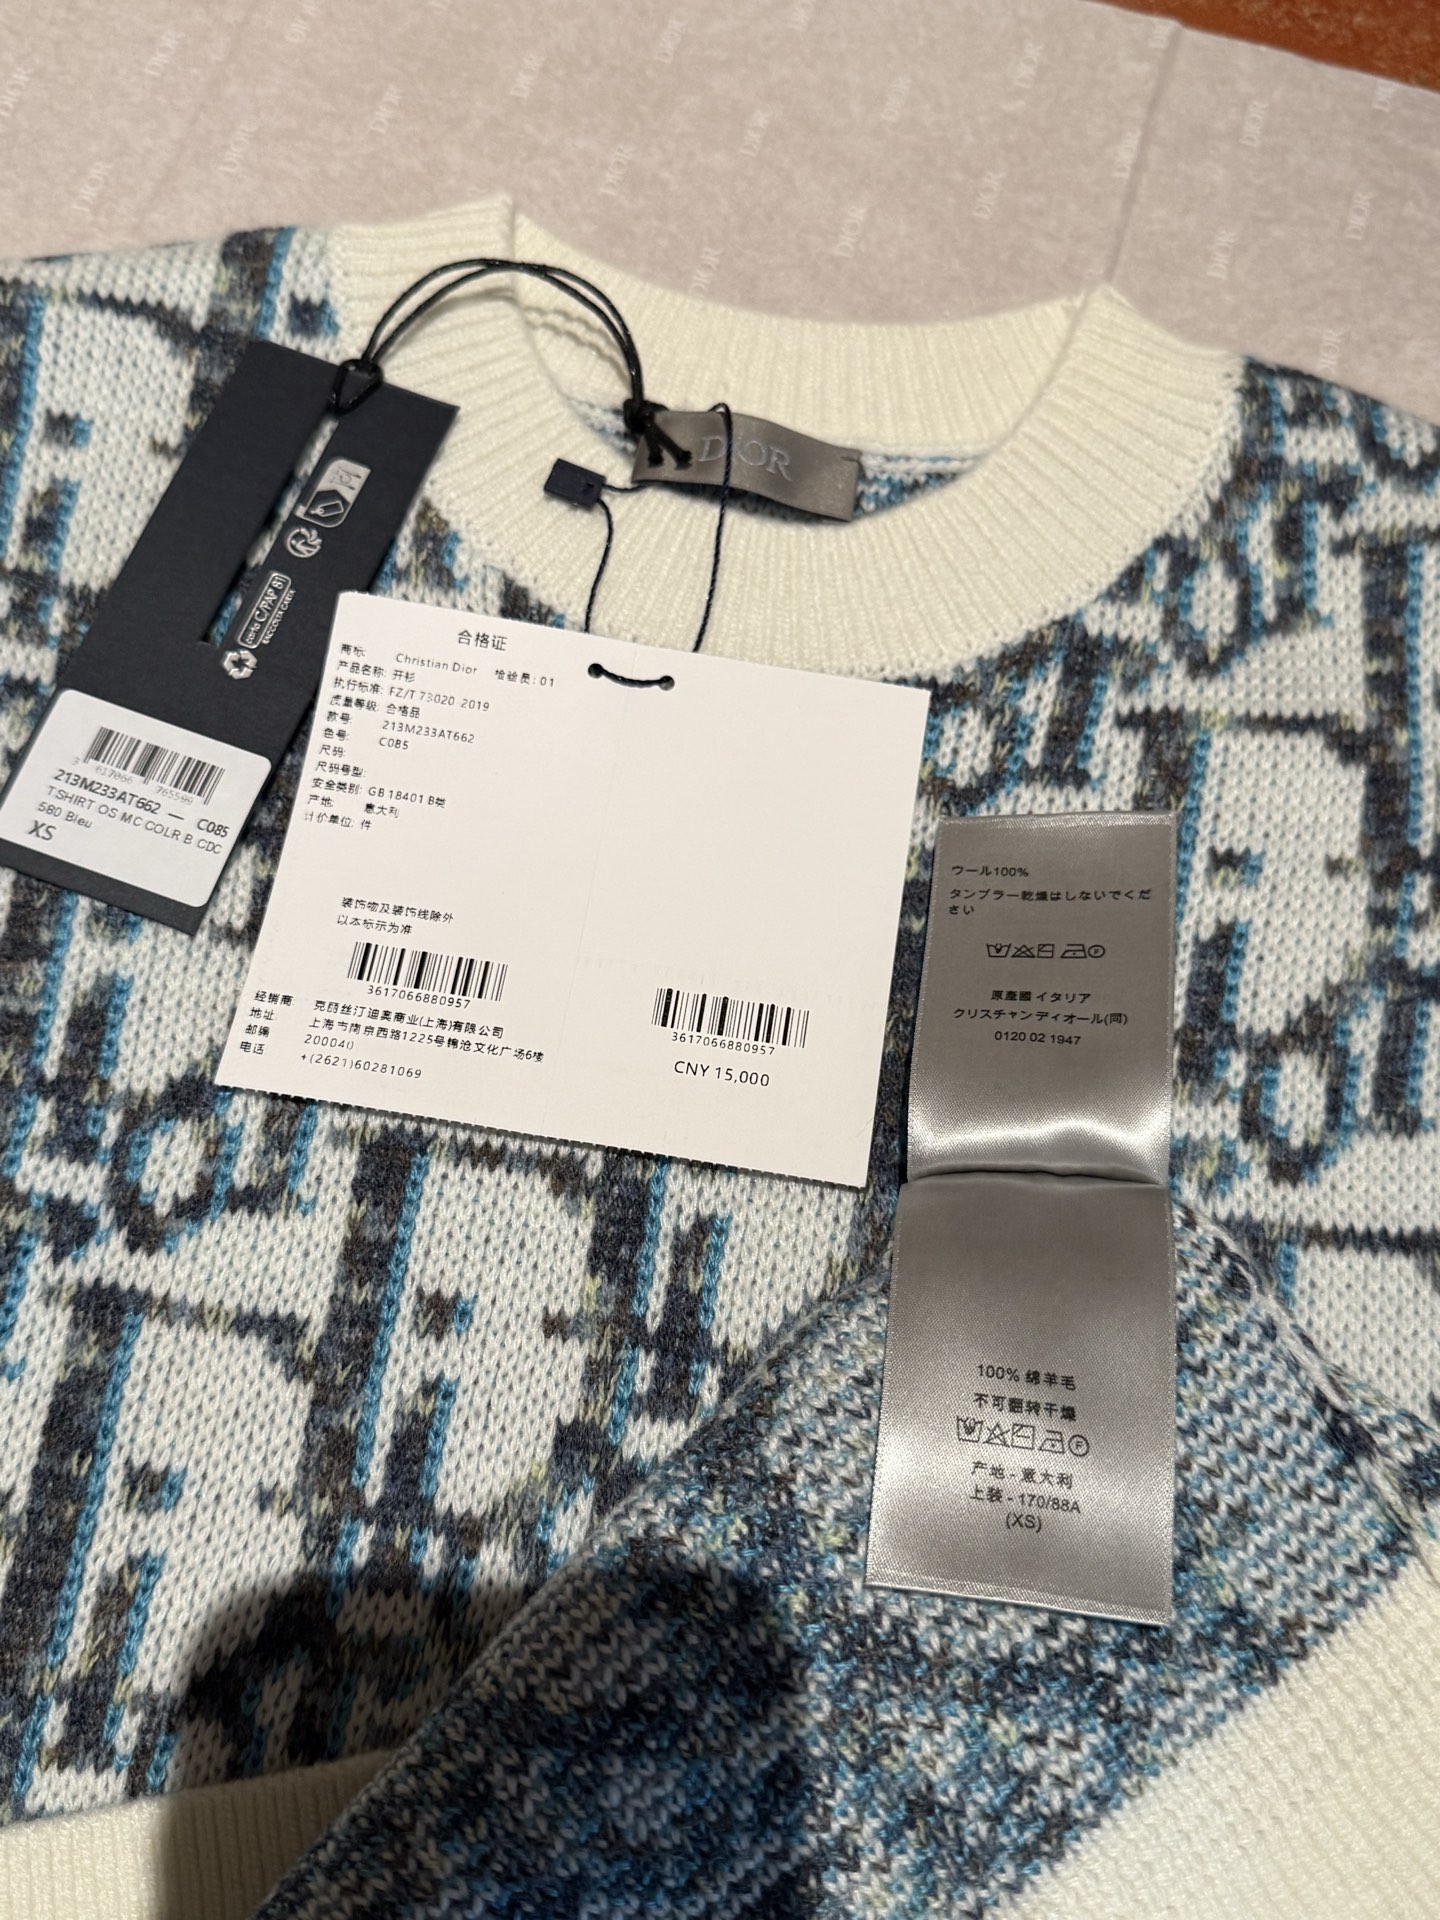 DIOR
carta C/PAP 81
RACCOLTA CARTA
3 617066 765599
213M233AT662 — C085
TSHIRT OS MC COLR B CDC
580 Bleu
XS
合格证
商标: Christian Dior 检验员: 01
产品名称: 开衫
执行标准: FZ/T 73020-2019
质量等级: 合格品
款号: 213M233AT662
色号: C085
尺码:
尺码号型:
安全类别: GB 18401 B类
产地: 意大利
计价单位: 件
装饰物及装饰线除外
以本标示为准
3617066880957
经销商 克丽丝汀迪奥商业(上海)有限公司
地址 上海市南京西路1225号锦沧文化广场6楼
邮编 200040
电话 +(2621)60281069
3617066880957
CNY 15,000
ウール100%
タンブラー乾燥はしないでくだ
さい
原産國 イタリア
クリスチャンディオール(同)
0120 02 1947
100% 绵羊毛
不可翻转干燥
产地 - 意大利
上装 - 170/88A
(XS)